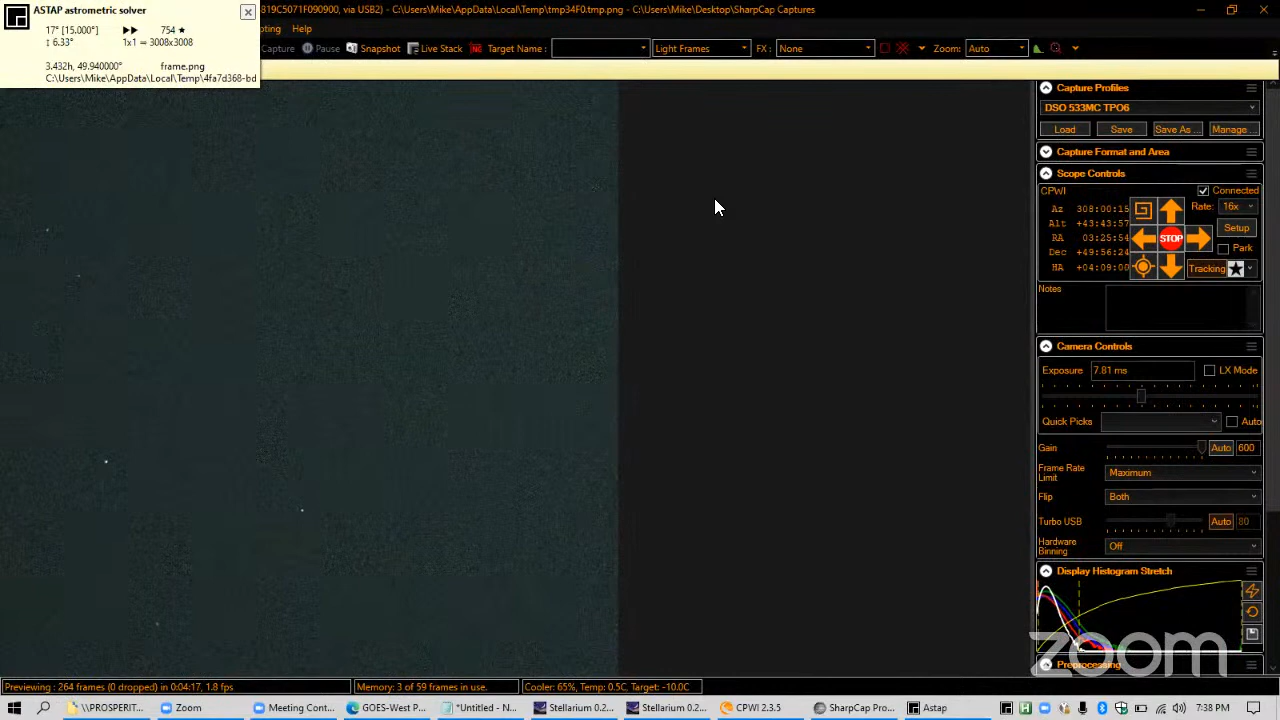 ASTAP astrometric solver
17° [15.000°] ▶▶ 754 ★
↕ 6.33° 1x1 ⇒ 3008x3008
3.432h, 49.940000° frame.png
C:\Users\Mike\AppData\Local\Temp\4fa7d368-bd
819C5071F090900, via USB2) - C:\Users\Mike\AppData\Local\Temp\tmp34F0.tmp.png - C:\Users\Mike\Desktop\SharpCap Captures
Help
Capture Pause Snapshot Live Stack Target Name : Light Frames FX : None Zoom: Auto
Capture Profiles
DSO 533MC TPO6
Load Save Save As ... Manage ...
Capture Format and Area
Scope Controls
CPWI Connected
Az 308:00:15 Rate: 16x
Alt +43:43:57
RA 03:25:54 STOP Setup
Dec +49:56:24 Park
HA +04:09:00 Tracking
Notes
Camera Controls
Exposure 7.81 ms LX Mode
Quick Picks Auto
Gain Auto 600
Frame Rate Limit Maximum
Flip Both
Turbo USB Auto 80
Hardware Binning Off
Display Histogram Stretch
zoom
Preprocessing
Previewing : 264 frames (0 dropped) in 0:04:17, 1.8 fps Memory: 3 of 59 frames in use. Cooler: 65%, Temp: 0.5C, Target: -10.0C
\\PROSPERIT... Zoom Meeting Cont... GOES-West P... *Untitled - N... Stellarium 0.2... Stellarium 0.2... CPWI 2.3.5 SharpCap Pro... Astap 7:38 PM